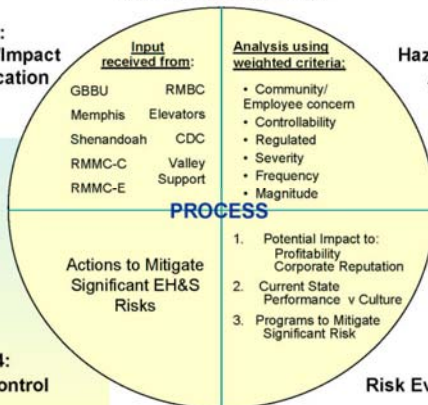 :
/Impact
cation
Haz
Input
received from:
GBBU RMBC
Memphis Elevators
Shenandoah CDC
RMMC-C Valley
Support
RMMC-E
Analysis using
weighted criteria:
• Community/
Employee concern
• Controllability
• Regulated
• Severity
• Frequency
• Magnitude
PROCESS
Actions to Mitigate
Significant EH&S
Risks
1. Potential Impact to:
Profitability
Corporate Reputation
2. Current State
Performance v Culture
3. Programs to Mitigate
Significant Risk
4:
ontrol
Risk Ev